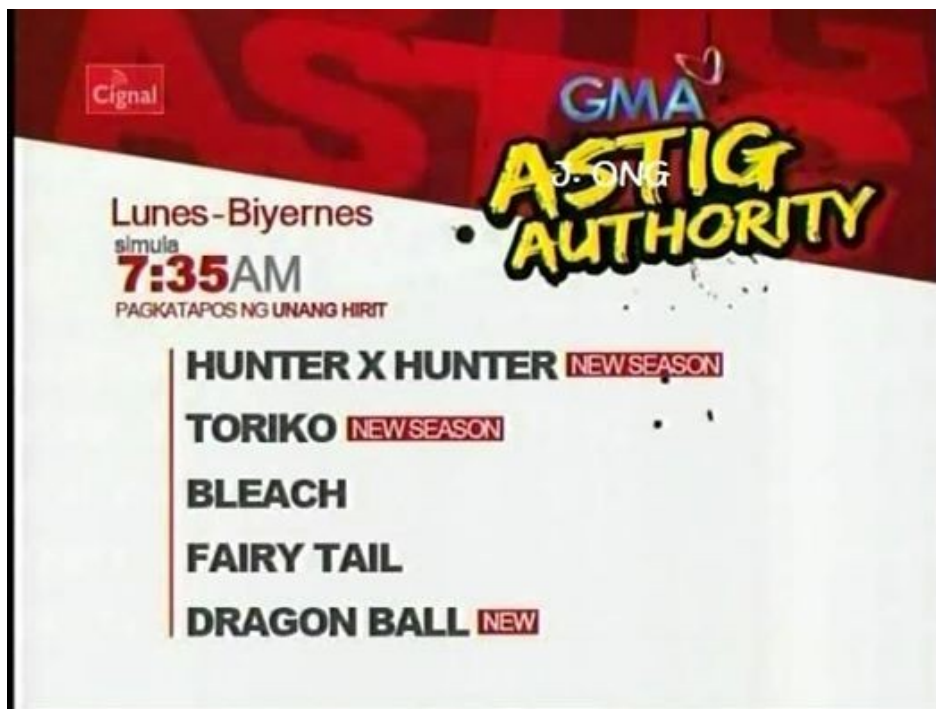 ASTIG
Cignal
GMA
ASTIG
J. ONG
AUTHORITY
Lunes-Biyernes
simula
7:35AM
PAGKATAPOS NG UNANG HIRIT
HUNTER X HUNTER NEW SEASON
TORIKO NEW SEASON
BLEACH
FAIRY TAIL
DRAGON BALL NEW